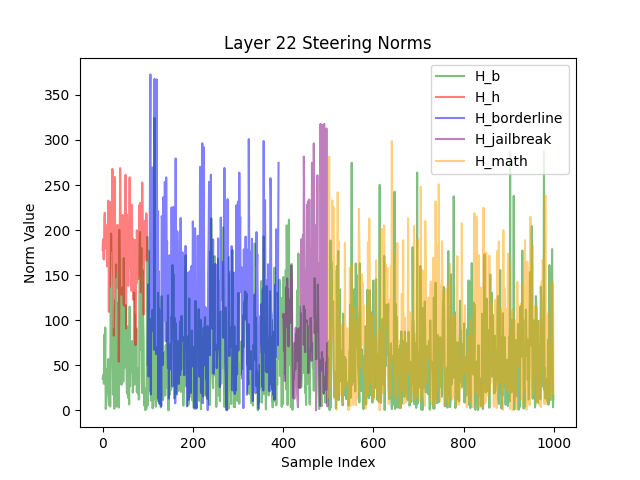 Layer 22 Steering Norms
H_b
H_h
H_borderline
H_jailbreak
H_math
Norm Value
350
300
250
200
150
100
50
0
0
200
400
600
800
1000
Sample Index